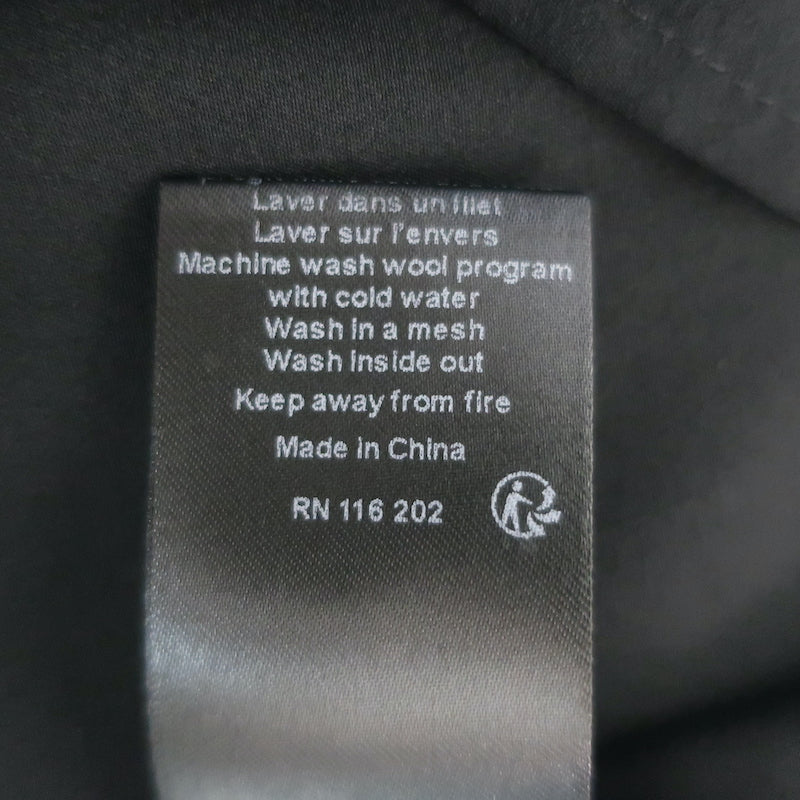 Laver dans un filet
Laver sur l'envers
Machine wash wool program
with cold water
Wash in a mesh
Wash inside out
Keep away from fire
Made in China
RN 116 202